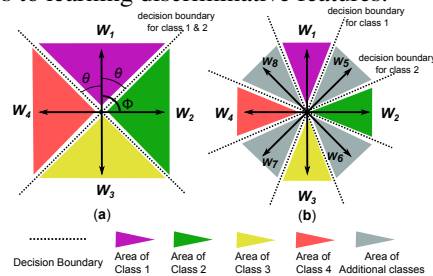 s to learning discriminative features.
decision boundary
for class 1 & 2
decision boundary
for class 1
decision boundary
for class 2
W1
θ θ
Φ
W4 W2
W3
(a)
W1
w8 w5
W4 W2
w7 w6
W3
(b)
Decision Boundary
Area of
Class 1
Area of
Class 2
Area of
Class 3
Area of
Class 4
Area of
Additional classes